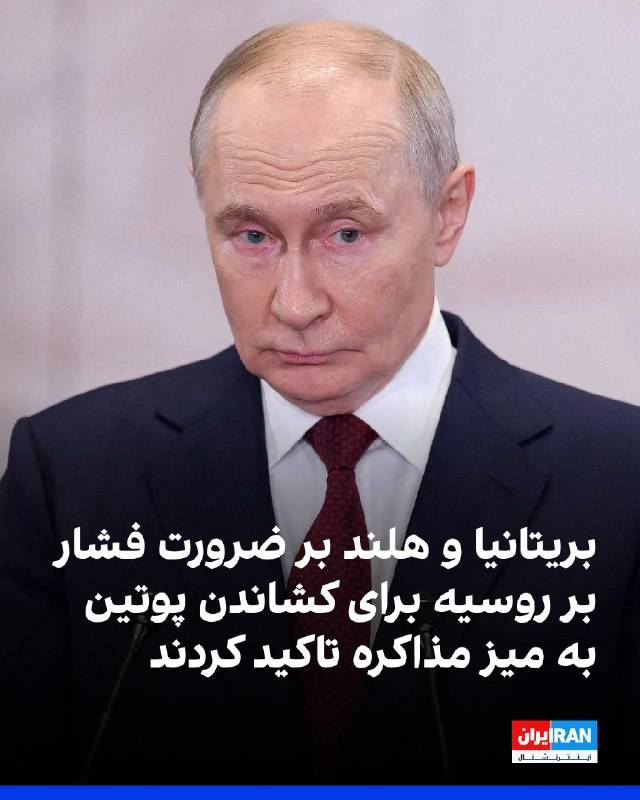 بریتانیا و هلند بر ضرورت فشار
بر روسیه برای کشاندن پوتین
به میز مذاکره تاکید کردند
IRAN ایران
اینترنشنال